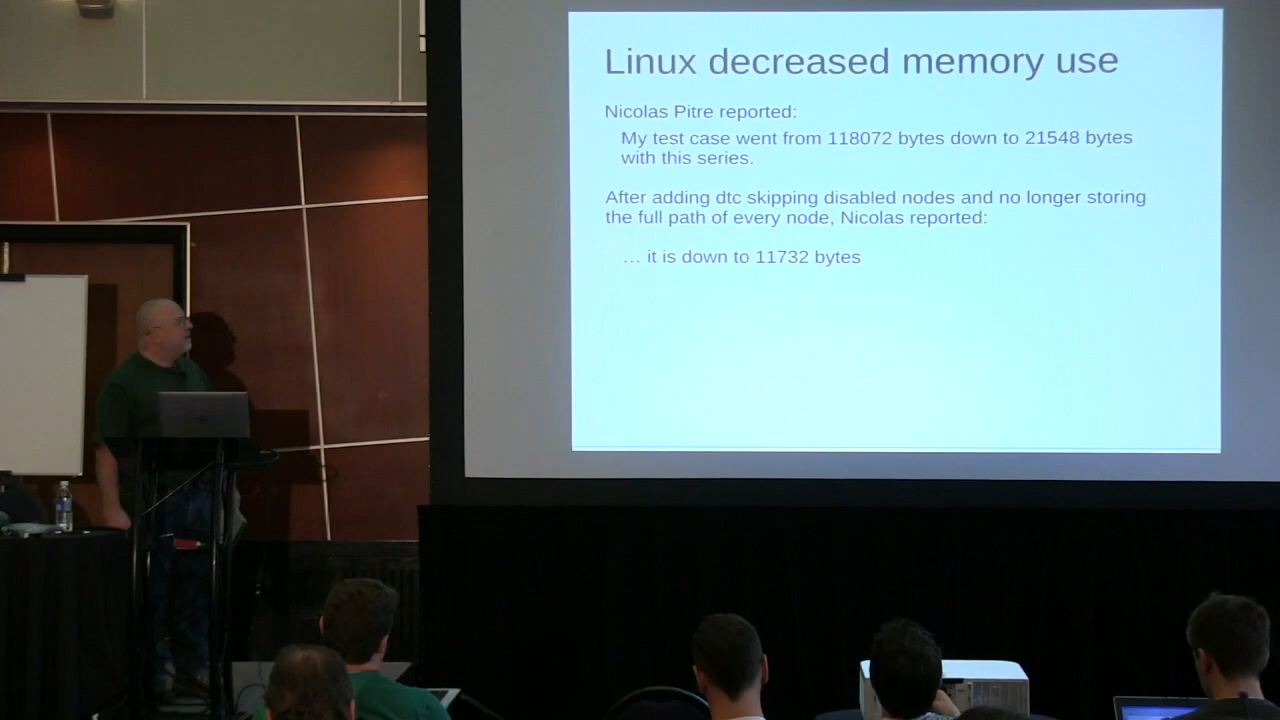 Linux decreased memory use
Nicolas Pitre reported:
My test case went from 118072 bytes down to 21548 bytes
with this series.
After adding dtc skipping disabled nodes and no longer storing
the full path of every node, Nicolas reported:
… it is down to 11732 bytes